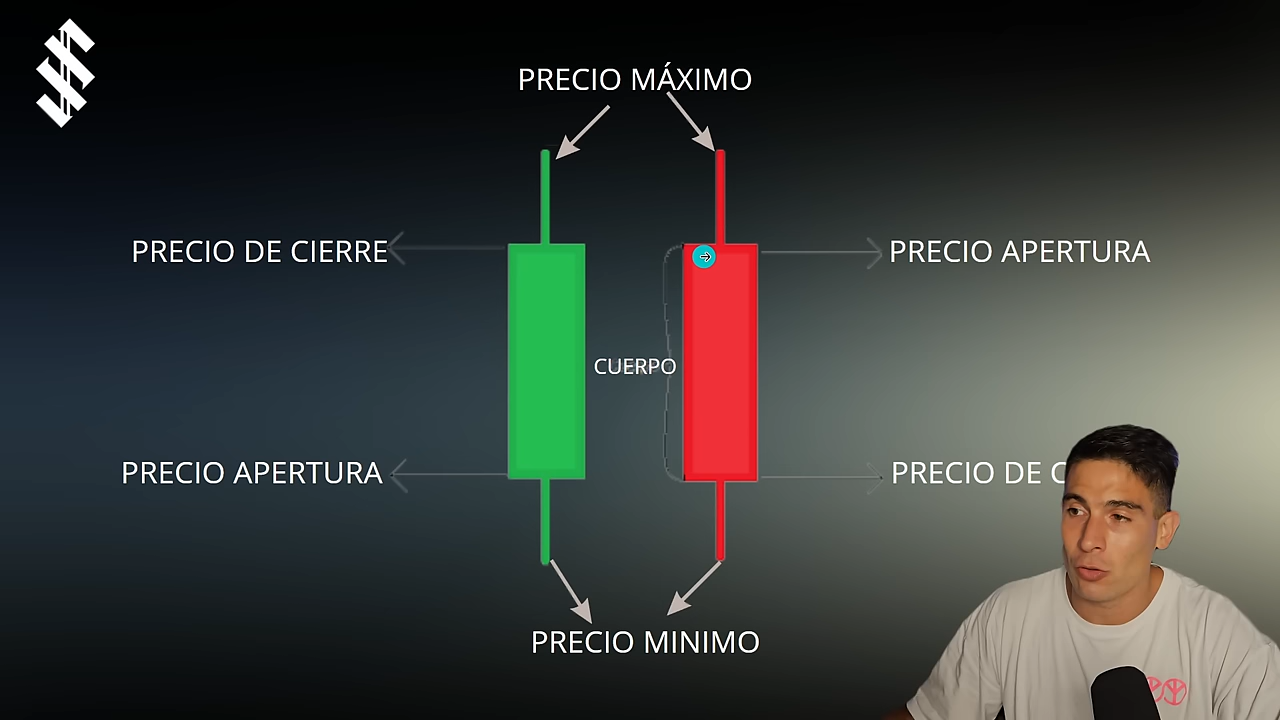 PRECIO MÁXIMO
PRECIO DE CIERRE
PRECIO APERTURA
CUERPO
PRECIO APERTURA
PRECIO DE
PRECIO MINIMO